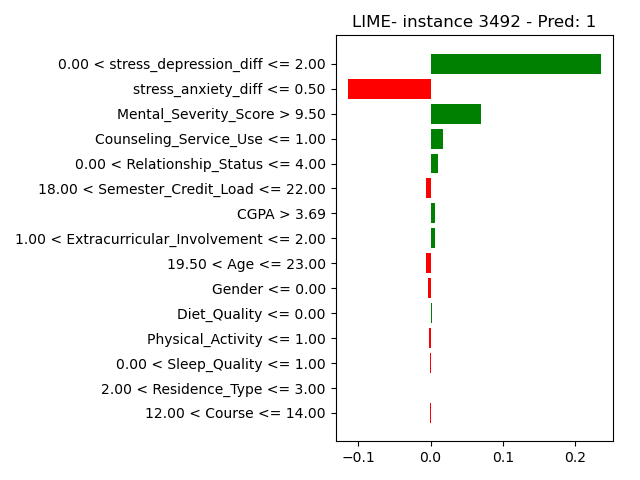 LIME- instance 3492 - Pred: 1
0.00 < stress_depression_diff <= 2.00
stress_anxiety_diff <= 0.50
Mental_Severity_Score > 9.50
Counseling_Service_Use <= 1.00
0.00 < Relationship_Status <= 4.00
18.00 < Semester_Credit_Load <= 22.00
CGPA > 3.69
1.00 < Extracurricular_Involvement <= 2.00
19.50 < Age <= 23.00
Gender <= 0.00
Diet_Quality <= 0.00
Physical_Activity <= 1.00
0.00 < Sleep_Quality <= 1.00
2.00 < Residence_Type <= 3.00
12.00 < Course <= 14.00
−0.1 0.0 0.1 0.2